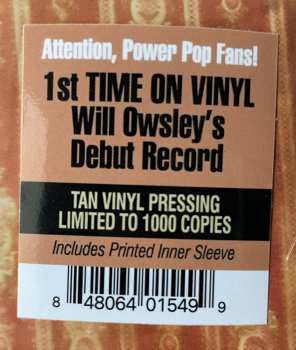 Attention, Power Pop Fans!
1st TIME ON VINYL
Will Owsley's
Debut Record
TAN VINYL PRESSING
LIMITED TO 1000 COPIES
Includes Printed Inner Sleeve
8 48064 01549 9